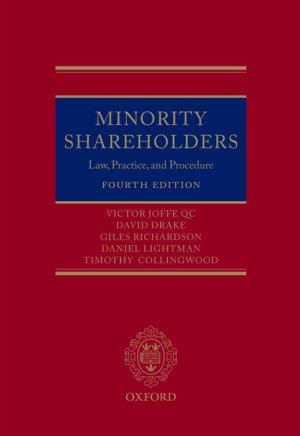 MINORITY
SHAREHOLDERS
Law, Practice, and Procedure
FOURTH EDITION
VICTOR JOFFE QC
DAVID DRAKE
GILES RICHARDSON
DANIEL LIGHTMAN
TIMOTHY COLLINGWOOD
OXFORD